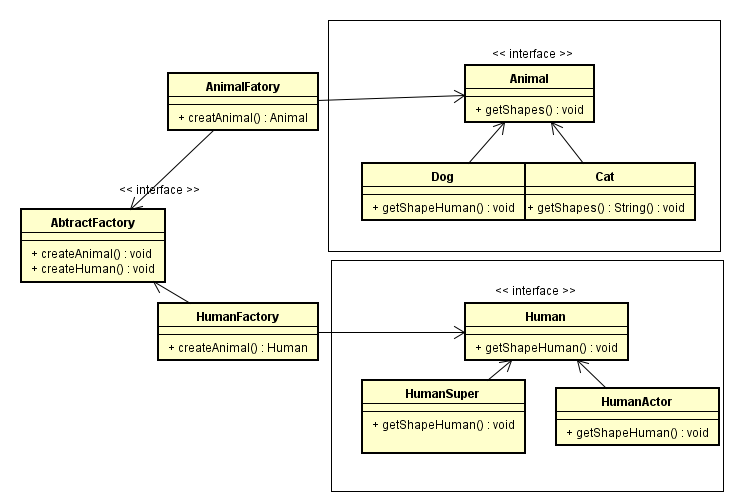 << interface >>
Animal
+ getShapes() : void
AnimalFatory
+ creatAnimal() : Animal
Dog
+ getShapeHuman() : void
Cat
+ getShapes() : String() : void
<< interface >>
AbtractFactory
+ createAnimal() : void
+ createHuman() : void
HumanFactory
+ createAnimal() : Human
<< interface >>
Human
+ getShapeHuman() : void
HumanSuper
+ getShapeHuman() : void
HumanActor
+ getShapeHuman() : void